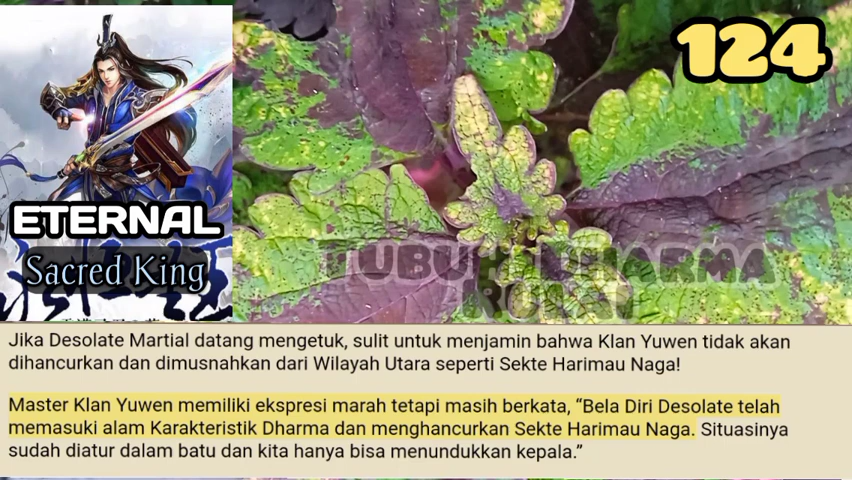 124
ETERNAL
Sacred King
TUBUH DHARMA
Jika Desolate Martial datang mengetuk, sulit untuk menjamin bahwa Klan Yuwen tidak akan
dihancurkan dan dimusnahkan dari Wilayah Utara seperti Sekte Harimau Naga!
Master Klan Yuwen memiliki ekspresi marah tetapi masih berkata, “Bela Diri Desolate telah
memasuki alam Karakteristik Dharma dan menghancurkan Sekte Harimau Naga. Situasinya
sudah diatur dalam batu dan kita hanya bisa menundukkan kepala.”